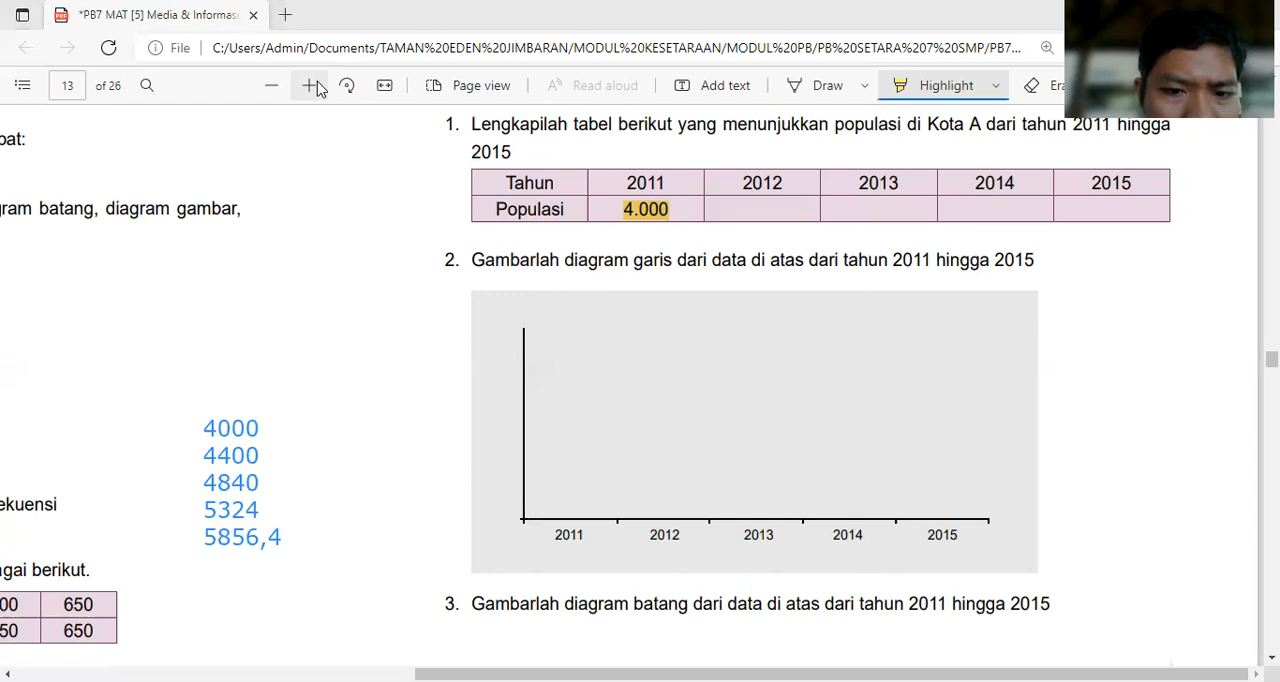 *PB7 MAT [5] Media & Informas
File
C:/Users/Admin/Documents/TAMAN%20EDEN%20JIMBARAN/MODUL%20KESETARAAN/MODUL%20PB/PB%20SETARA%207%20SMP/PB7...
13 of 26
Page view
Read aloud
Add text
Draw
Highlight
Era
pat:
gram batang, diagram gambar,
ekuensi
gai berikut.
00 650
50 650
4000
4400
4840
5324
5856,4
1. Lengkapilah tabel berikut yang menunjukkan populasi di Kota A dari tahun 2011 hingga
2015
Tahun 2011 2012 2013 2014 2015
Populasi 4.000
2. Gambarlah diagram garis dari data di atas dari tahun 2011 hingga 2015
2011 2012 2013 2014 2015
3. Gambarlah diagram batang dari data di atas dari tahun 2011 hingga 2015